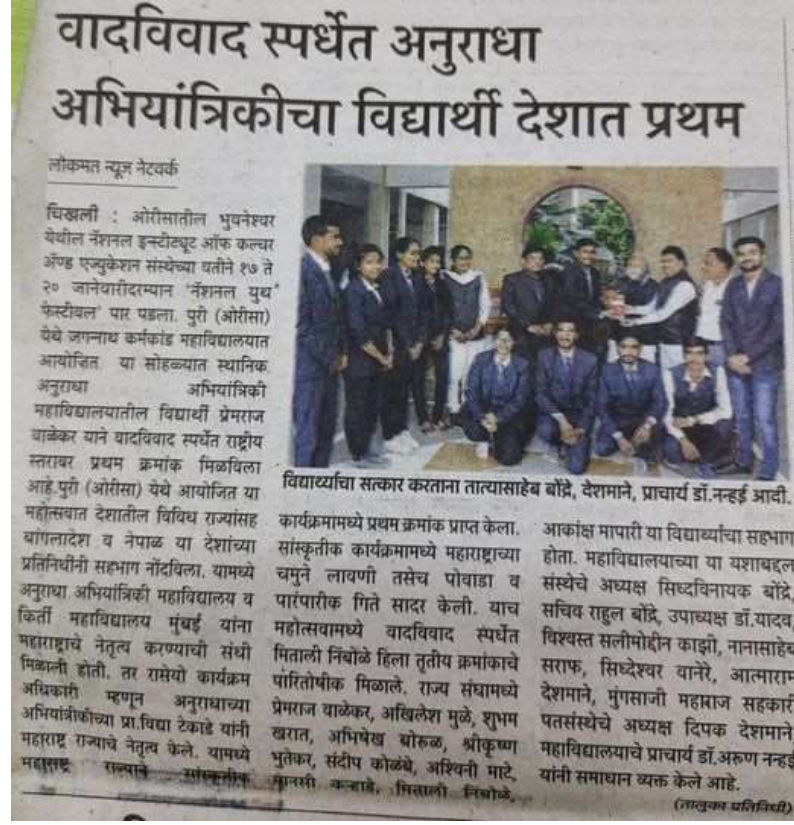 वादविवाद स्पर्धेत अनुराधा
अभियांत्रिकीचा विद्यार्थी देशात प्रथम
लोकमत न्यूज नेटवर्क
चिखली : ओरीसातील भुवनेश्वर
येथील नॅशनल इन्स्टीट्यूट ऑफ कल्चर
ॲण्ड एज्युकेशन संस्थेच्या वतीने १७ ते
२० जानेवारीदरम्यान 'नॅशनल युथ
फेस्टीवल' पार पडला. पुरी (ओरीसा)
येथे जगन्नाथ कर्मकांड महाविद्यालयात
आयोजित या सोहळ्यात स्थानिक
अनुराधा अभियांत्रिकी
महाविद्यालयातील विद्यार्थी प्रेमराज
वाळेकर याने वादविवाद स्पर्धेत राष्ट्रीय
स्तरावर प्रथम क्रमांक मिळविला
आहे.पुरी (ओरीसा) येथे आयोजित या
महोत्सवात देशातील विविध राज्यांसह
बांगलादेश व नेपाळ या देशांच्या
प्रतिनिधींनी सहभाग नोंदविला. यामध्ये
अनुराधा अभियांत्रिकी महाविद्यालय व
किर्ती महाविद्यालय मुंबई यांना
महाराष्ट्राचे नेतृत्व करण्याची संधी
मिळाली होती. तर रासेयो कार्यक्रम
अधिकारी म्हणून अनुराधाच्या
अभियांत्रीकीच्या प्रा.विद्या टेकाडे यांनी
महाराष्ट्र राज्याचे नेतृत्व केले. यामध्ये
महाराष्ट्र राज्याने सांस्कृतीक
विद्यार्थ्यांचा सत्कार करताना तात्यासाहेब बोंद्रे, देशमाने, प्राचार्य डॉ.नन्हई आदी.
कार्यक्रमामध्ये प्रथम क्रमांक प्राप्त केला.
सांस्कृतीक कार्यक्रमामध्ये महाराष्ट्राच्या
चमुने लावणी तसेच पोवाडा व
पारंपारीक गिते सादर केली. याच
महोत्सवामध्ये वादविवाद स्पर्धेत
मिताली निंबोळे हिला तृतीय क्रमांकाचे
पारितोषीक मिळाले. राज्य संघामध्ये
प्रेमराज वाळेकर, अखिलेश मुळे, शुभम
खरात, अभिषेख बोरूळ, श्रीकृष्ण
भुतेकर, संदीप कोळंबे, अश्विनी माटे,
मानसी कऱ्हाडे, मिताली निंबोळे,
आकांक्ष मापारी या विद्यार्थ्यांचा सहभाग
होता. महाविद्यालयाच्या या यशाबद्दल
संस्थेचे अध्यक्ष सिध्दविनायक बोंद्रे,
सचिव राहुल बोंद्रे, उपाध्यक्ष डॉ.यादव,
विश्वस्त सलीमोद्दीन काझी, नानासाहेब
सराफ, सिध्देश्वर वानेरे, आत्माराम
देशमाने, मुंगसाजी महाराज सहकारी
पतसंस्थेचे अध्यक्ष दिपक देशमाने
महाविद्यालयाचे प्राचार्य डॉ.अरूण नन्हई
यांनी समाधान व्यक्त केले आहे.
(तालुका प्रतिनिधी)